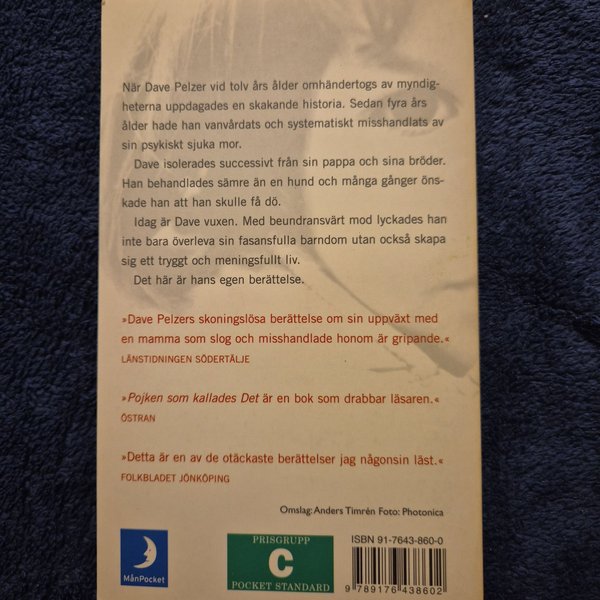 När Dave Pelzer vid tolv års ålder omhändertogs av myndig-
heterna uppdagades en skakande historia. Sedan fyra års
ålder hade han vanvårdats och systematiskt misshandlats av
sin psykiskt sjuka mor.
Dave isolerades successivt från sin pappa och sina bröder.
Han behandlades sämre än en hund och många gånger öns-
kade han att han skulle få dö.
Idag är Dave vuxen. Med beundransvärt mod lyckades han
inte bara överleva sin fasansfulla barndom utan också skapa
sig ett tryggt och meningsfullt liv.
Det här är hans egen berättelse.
»Dave Pelzers skoningslösa berättelse om sin uppväxt med
en mamma som slog och misshandlade honom är gripande.«
LÄNSTIDNINGEN SÖDERTÄLJE
»Pojken som kallades Det är en bok som drabbar läsaren.«
ÖSTRAN
»Detta är en av de otäckaste berättelser jag någonsin läst.«
FOLKBLADET JÖNKÖPING
Omslag: Anders Timrén Foto: Photonica
MånPocket
PRISGRUPP
C
POCKET STANDARD
ISBN 91-7643-860-0
9 789176 438602